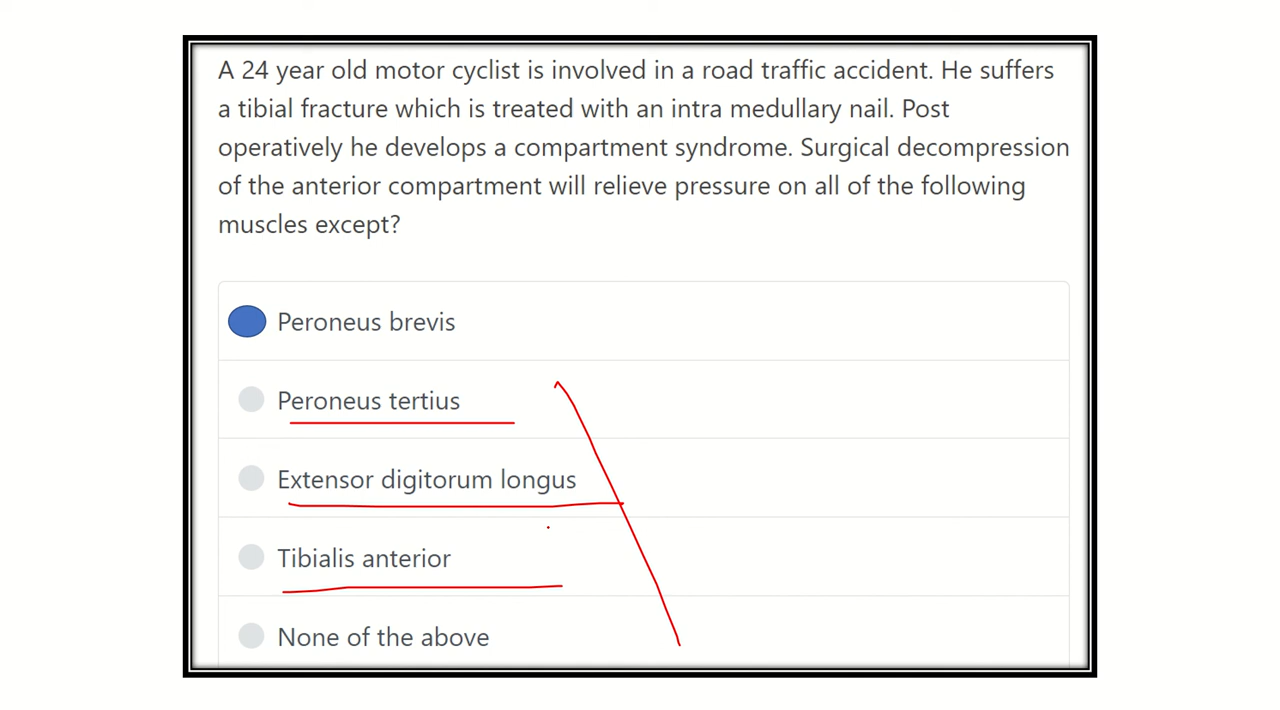 A 24 year old motor cyclist is involved in a road traffic accident. He suffers
a tibial fracture which is treated with an intra medullary nail. Post
operatively he develops a compartment syndrome. Surgical decompression
of the anterior compartment will relieve pressure on all of the following
muscles except?
Peroneus brevis
Peroneus tertius
Extensor digitorum longus
Tibialis anterior
None of the above